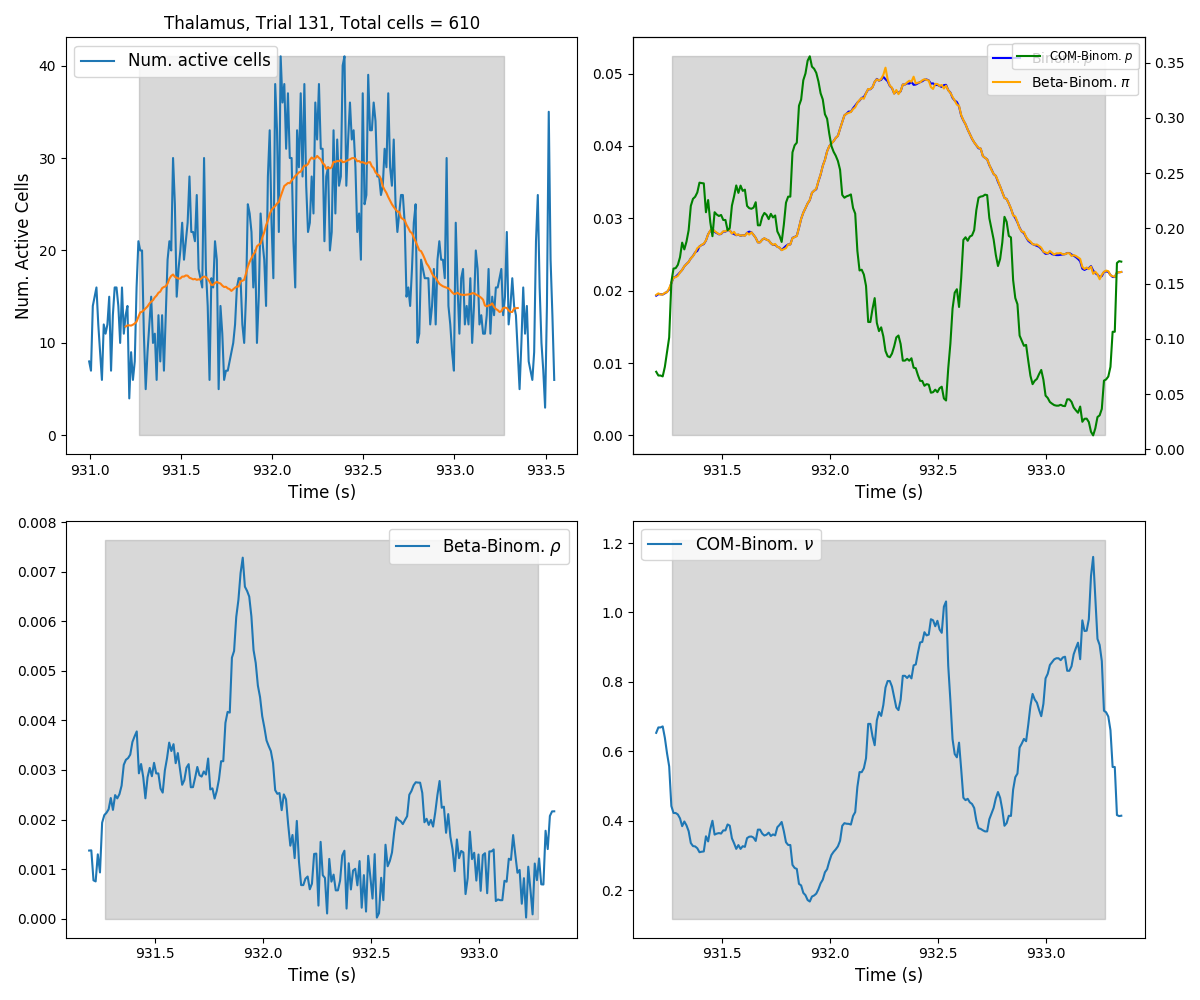 Thalamus, Trial 131, Total cells = 610
Num. active cells
Num. Active Cells
40
30
20
10
0
931.0 931.5 932.0 932.5 933.0 933.5
Time (s)
COM-Binom. p
Beta-Binom. π
0.05
0.04
0.03
0.02
0.01
0.00
0.35
0.30
0.25
0.20
0.15
0.10
0.05
0.00
931.5 932.0 932.5 933.0
Time (s)
Beta-Binom. ρ
0.008
0.007
0.006
0.005
0.004
0.003
0.002
0.001
0.000
931.5 932.0 932.5 933.0
Time (s)
COM-Binom. ν
1.2
1.0
0.8
0.6
0.4
0.2
931.5 932.0 932.5 933.0
Time (s)